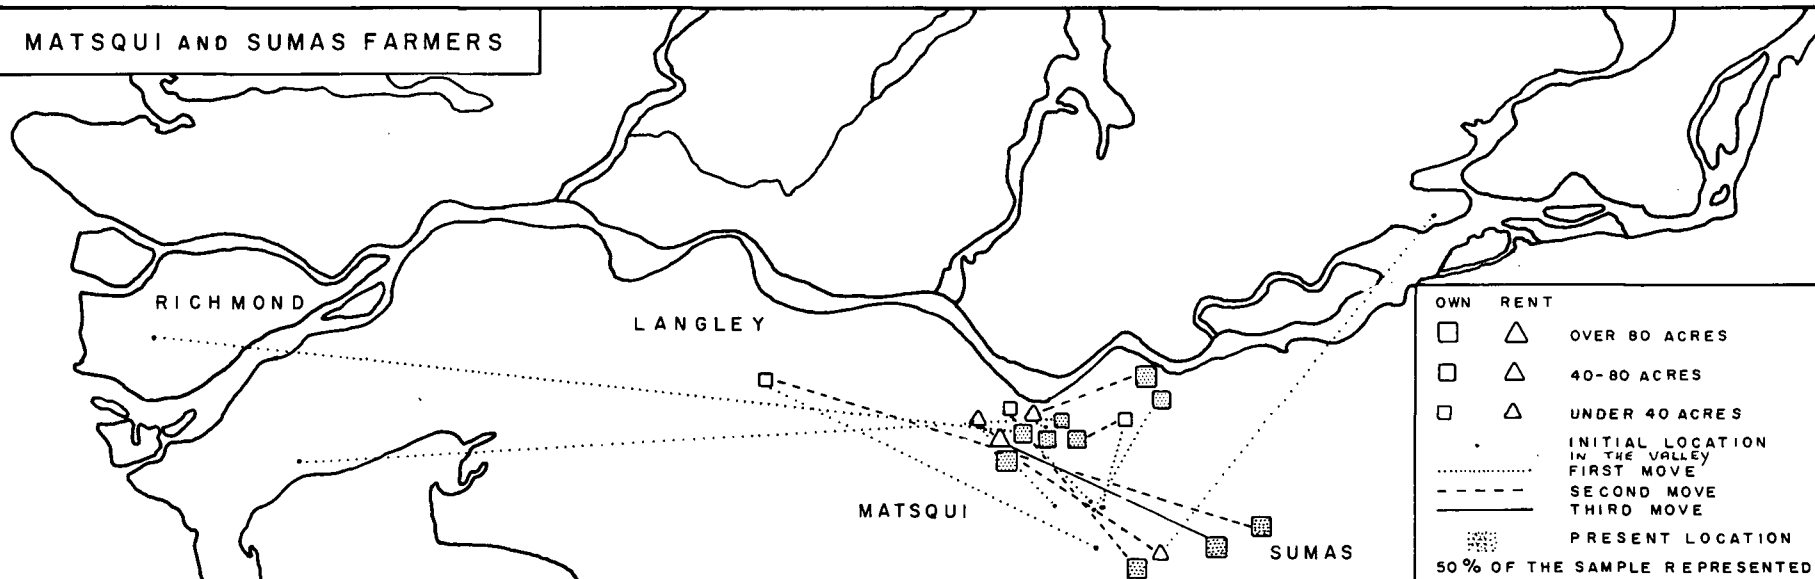 MATSQUI AND SUMAS FARMERS
RICHMOND
LANGLEY
MATSQUI
SUMAS
OWN RENT
OVER 80 ACRES
40-80 ACRES
UNDER 40 ACRES
INITIAL LOCATION
IN THE VALLEY
FIRST MOVE
SECOND MOVE
THIRD MOVE
PRESENT LOCATION
50% OF THE SAMPLE REPRESENTED